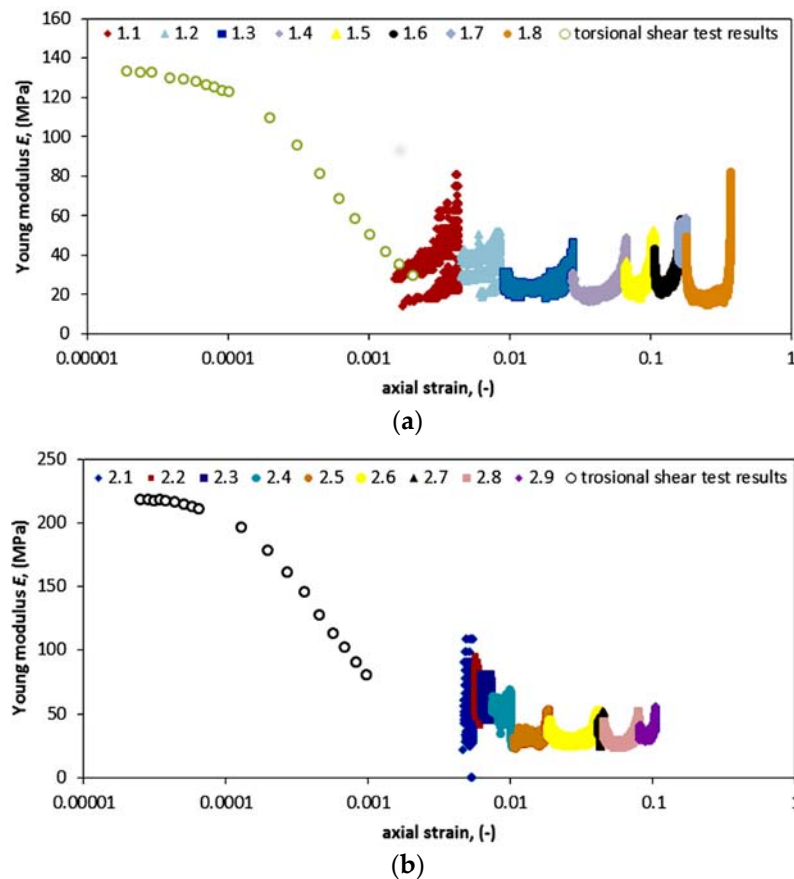 160
1.1 1.2 1.3 1.4 1.5 1.6 1.7 1.8 torsional shear test results
140
120
100
80
60
40
20
0
Young modulus E, (MPa)
0.00001 0.0001 0.001 0.01 0.1 1
axial strain, (-)
(a)
250
2.1 2.2 2.3 2.4 2.5 2.6 2.7 2.8 2.9 trosional shear test results
200
150
100
50
0
Young modulus E, (MPa)
0.00001 0.0001 0.001 0.01 0.1 1
axial strain, (-)
(b)